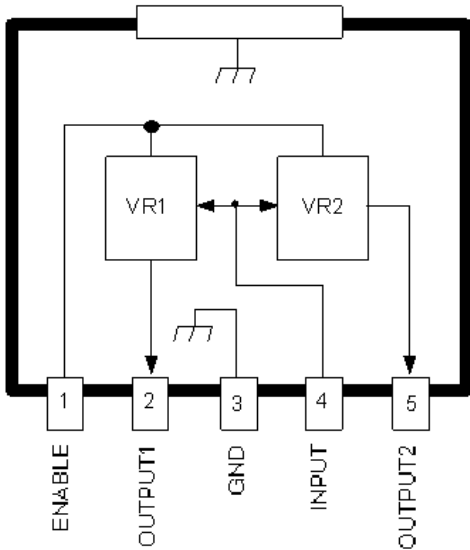 VR1
VR2
1
2
3
4
5
ENABLE
OUTPUT1
GND
INPUT
OUTPUT2